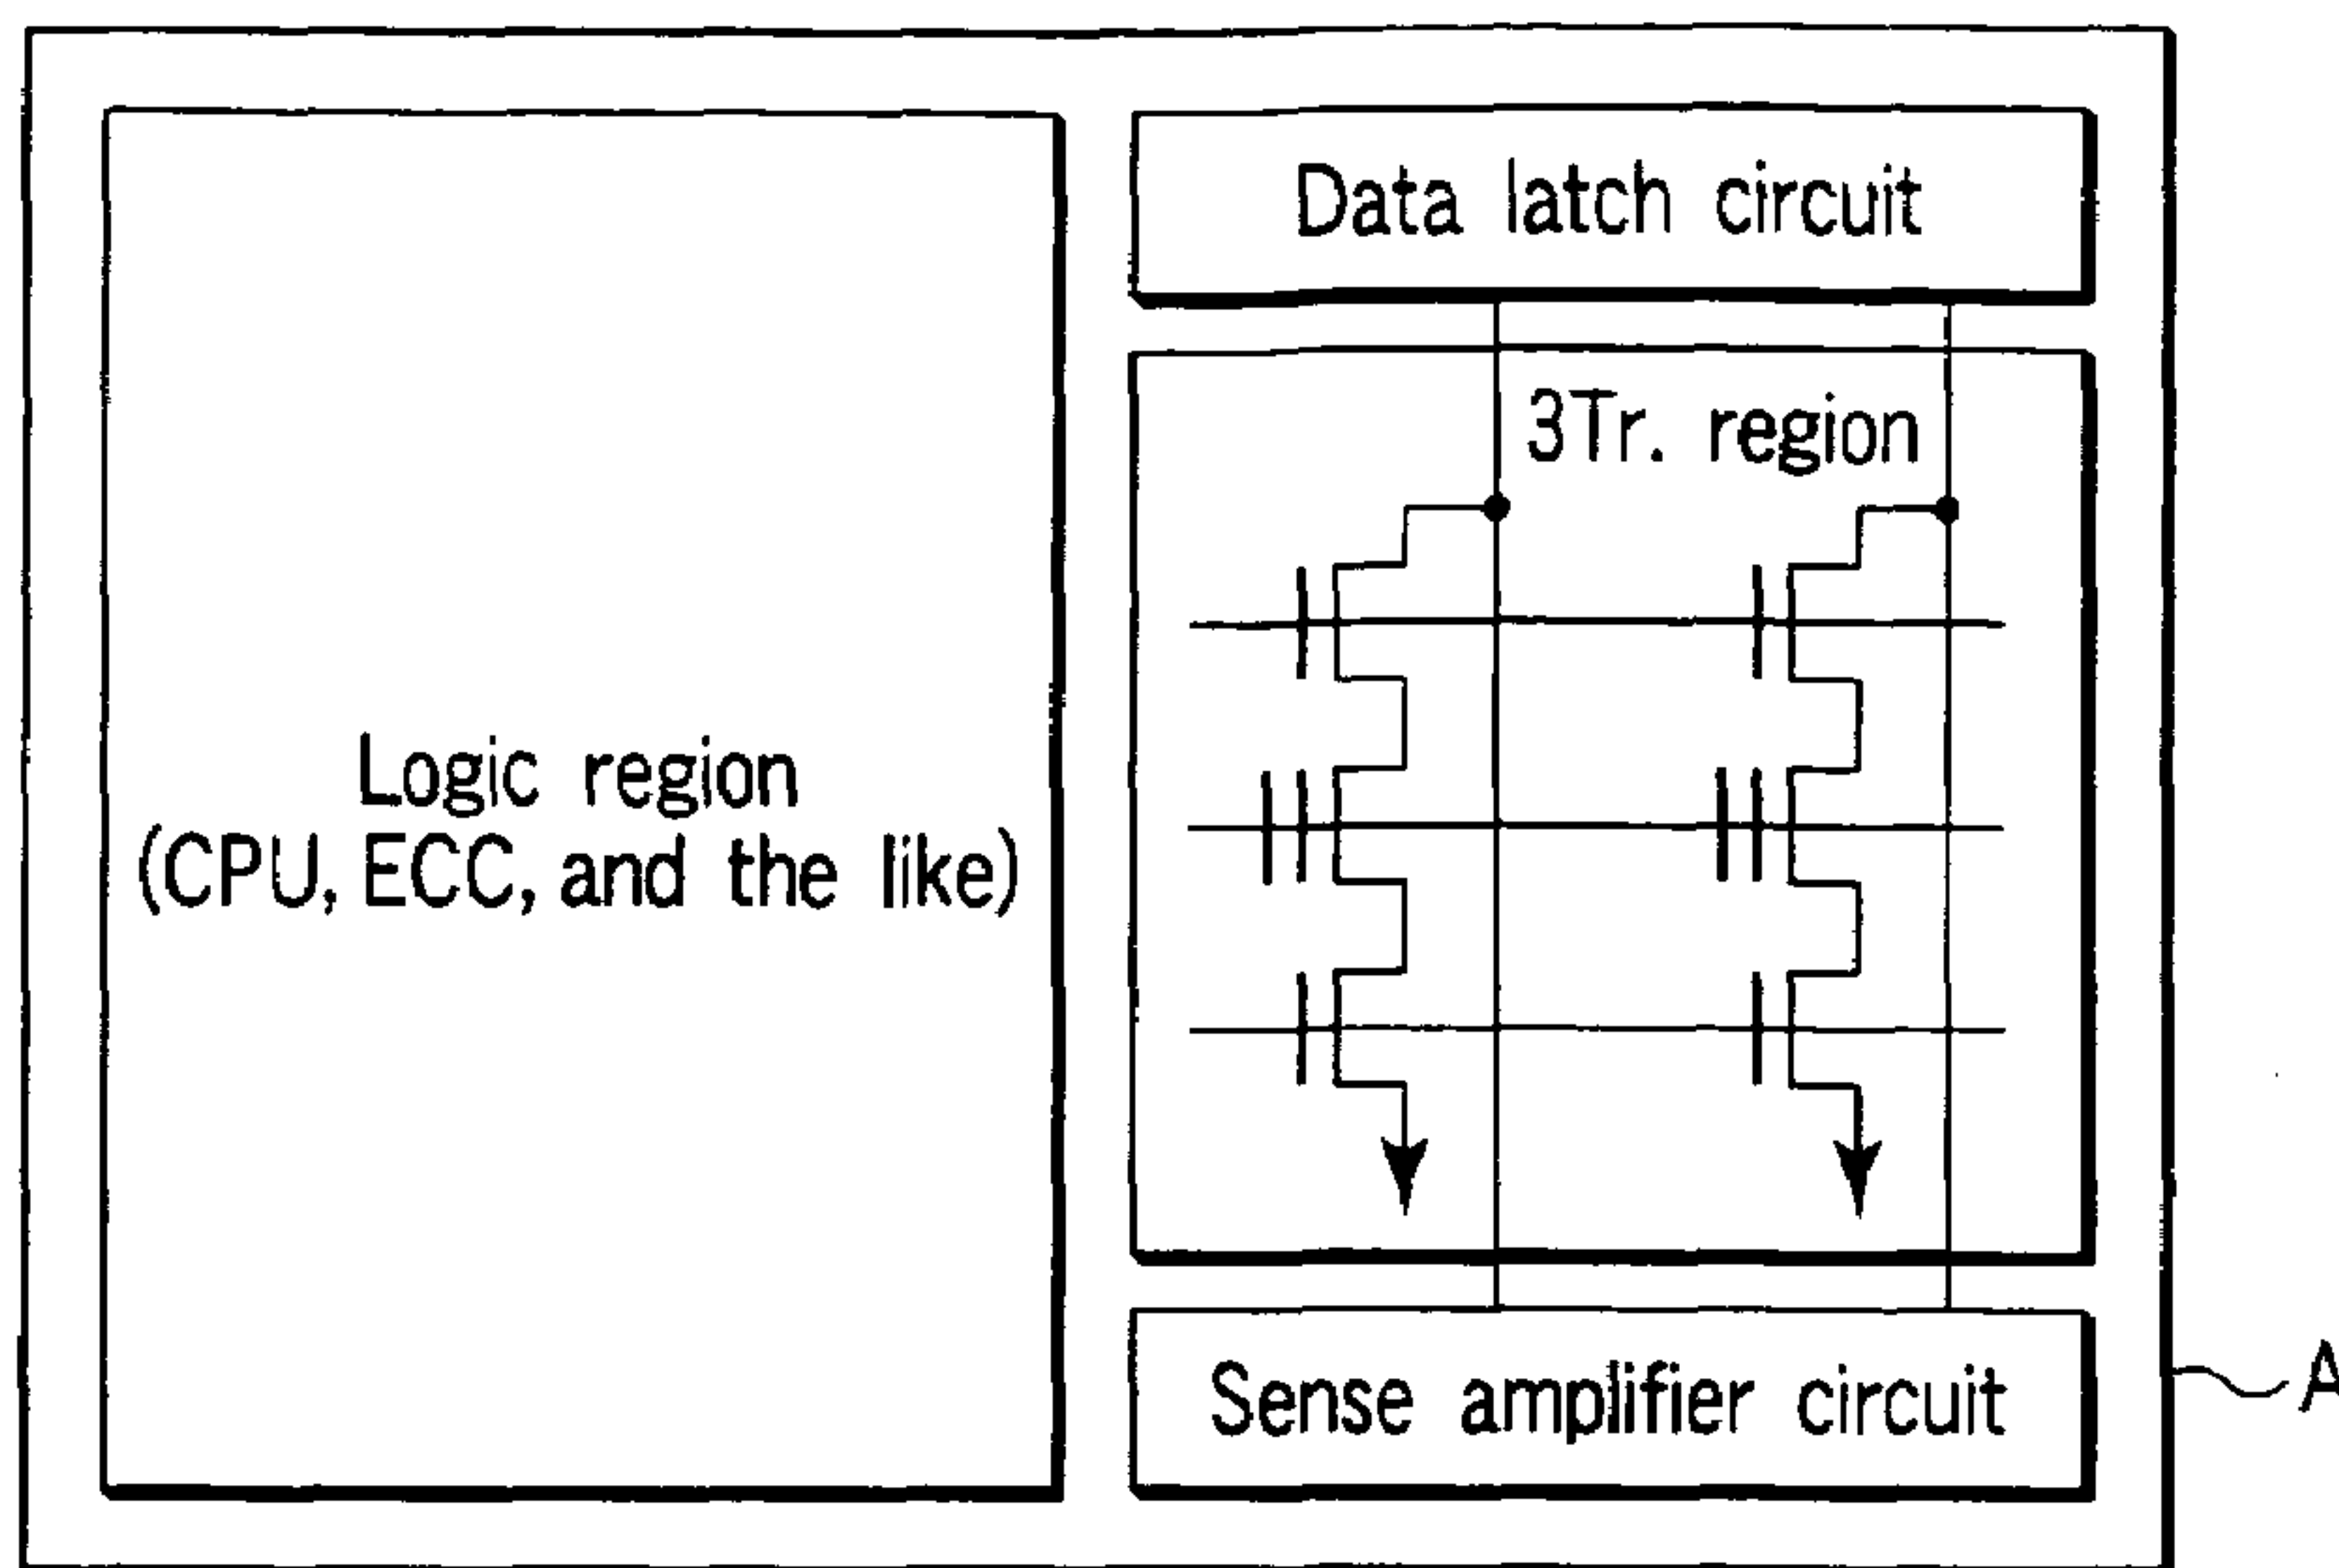 Logic region
(CPU, ECC, and the like)
Data latch circuit
3Tr. region
Sense amplifier circuit
A